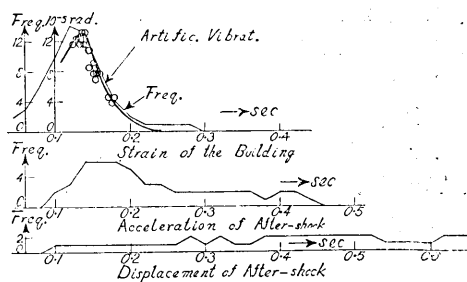 Freq. 10⁻⁵ rad.
Artific. Vibrat.
12 12
8 8
Freq.
4 4
→ sec
0 0
0.1 0.2 0.3 0.4
Strain of the Building
Freq.
4
→ sec
0
0.1 0.2 0.3 0.4 0.5
Acceleration of After-shock
Freq.
2
→ sec
0
0.1 0.2 0.3 0.4 0.5 0.6
Displacement of After-shock